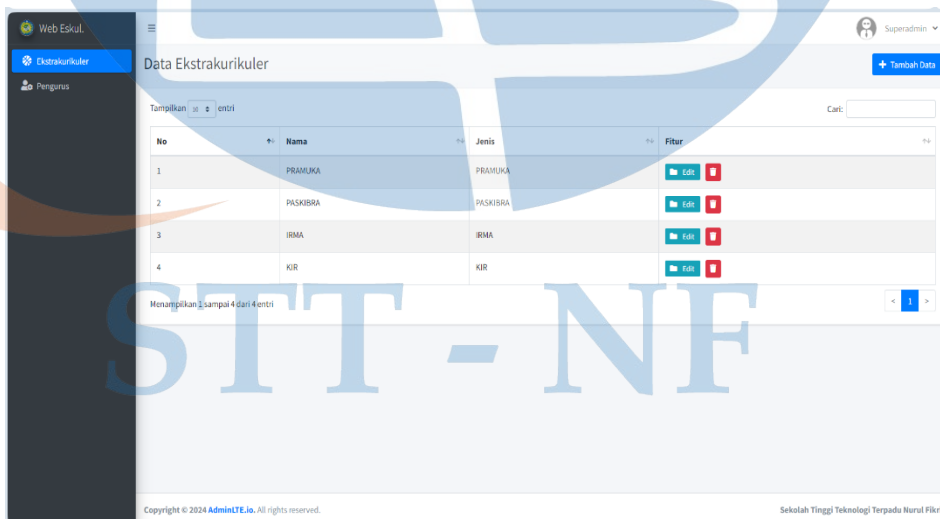 Web Eskul.
Superadmin
Ekstrakurikuler
Pengurus
Data Ekstrakurikuler
+ Tambah Data
Tampilkan 10 entri
Cari:
No Nama Jenis Fitur
1 PRAMUKA PRAMUKA Edit
2 PASKIBRA PASKIBRA Edit
3 IRMA IRMA Edit
4 KIR KIR Edit
Menampilkan 1 sampai 4 dari 4 entri
< 1 >
STT - NF
Copyright © 2024 AdminLTE.io. All rights reserved.
Sekolah Tinggi Teknologi Terpadu Nurul Fikr